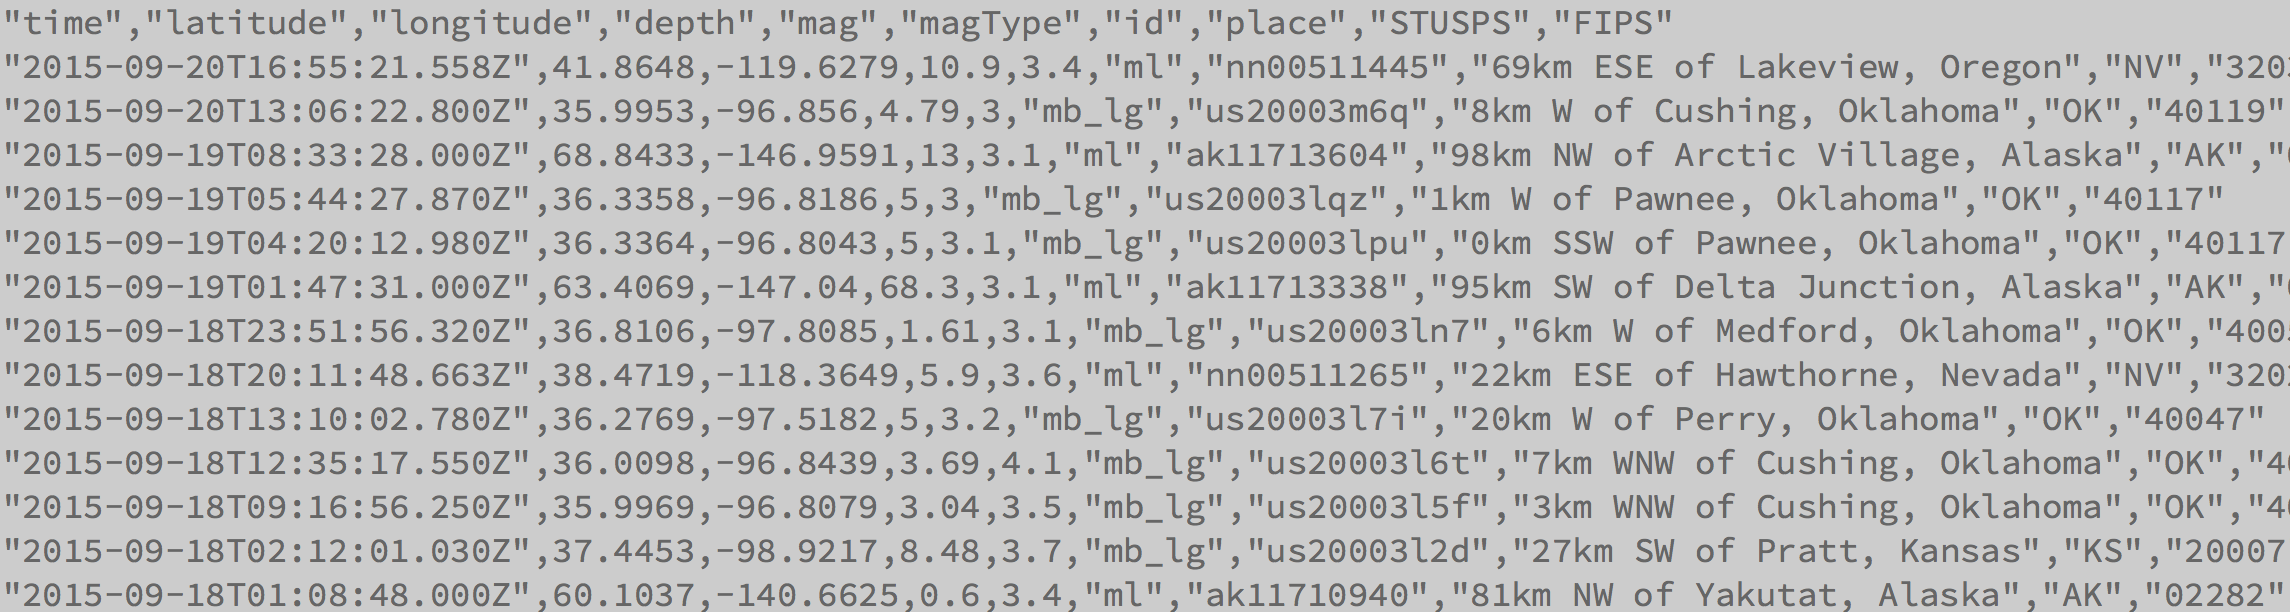 "time","latitude","longitude","depth","mag","magType","id","place","STUSPS","FIPS"
"2015-09-20T16:55:21.558Z",41.8648,-119.6279,10.9,3.4,"ml","nn00511445","69km ESE of Lakeview, Oregon","NV","3203
"2015-09-20T13:06:22.800Z",35.9953,-96.856,4.79,3,"mb_lg","us20003m6q","8km W of Cushing, Oklahoma","OK","40119"
"2015-09-19T08:33:28.000Z",68.8433,-146.9591,13,3.1,"ml","ak11713604","98km NW of Arctic Village, Alaska","AK","0
"2015-09-19T05:44:27.870Z",36.3358,-96.8186,5,3,"mb_lg","us20003lqz","1km W of Pawnee, Oklahoma","OK","40117"
"2015-09-19T04:20:12.980Z",36.3364,-96.8043,5,3.1,"mb_lg","us20003lpu","0km SSW of Pawnee, Oklahoma","OK","40117
"2015-09-19T01:47:31.000Z",63.4069,-147.04,68.3,3.1,"ml","ak11713338","95km SW of Delta Junction, Alaska","AK","0
"2015-09-18T23:51:56.320Z",36.8106,-97.8085,1.61,3.1,"mb_lg","us20003ln7","6km W of Medford, Oklahoma","OK","4005
"2015-09-18T20:11:48.663Z",38.4719,-118.3649,5.9,3.6,"ml","nn00511265","22km ESE of Hawthorne, Nevada","NV","3202
"2015-09-18T13:10:02.780Z",36.2769,-97.5182,5,3.2,"mb_lg","us20003l7i","20km W of Perry, Oklahoma","OK","40047"
"2015-09-18T12:35:17.550Z",36.0098,-96.8439,3.69,4.1,"mb_lg","us20003l6t","7km WNW of Cushing, Oklahoma","OK","40
"2015-09-18T09:16:56.250Z",35.9969,-96.8079,3.04,3.5,"mb_lg","us20003l5f","3km WNW of Cushing, Oklahoma","OK","40
"2015-09-18T02:12:01.030Z",37.4453,-98.9217,8.48,3.7,"mb_lg","us20003l2d","27km SW of Pratt, Kansas","KS","20007
"2015-09-18T01:08:48.000Z",60.1037,-140.6625,0.6,3.4,"ml","ak11710940","81km NW of Yakutat, Alaska","AK","02282"